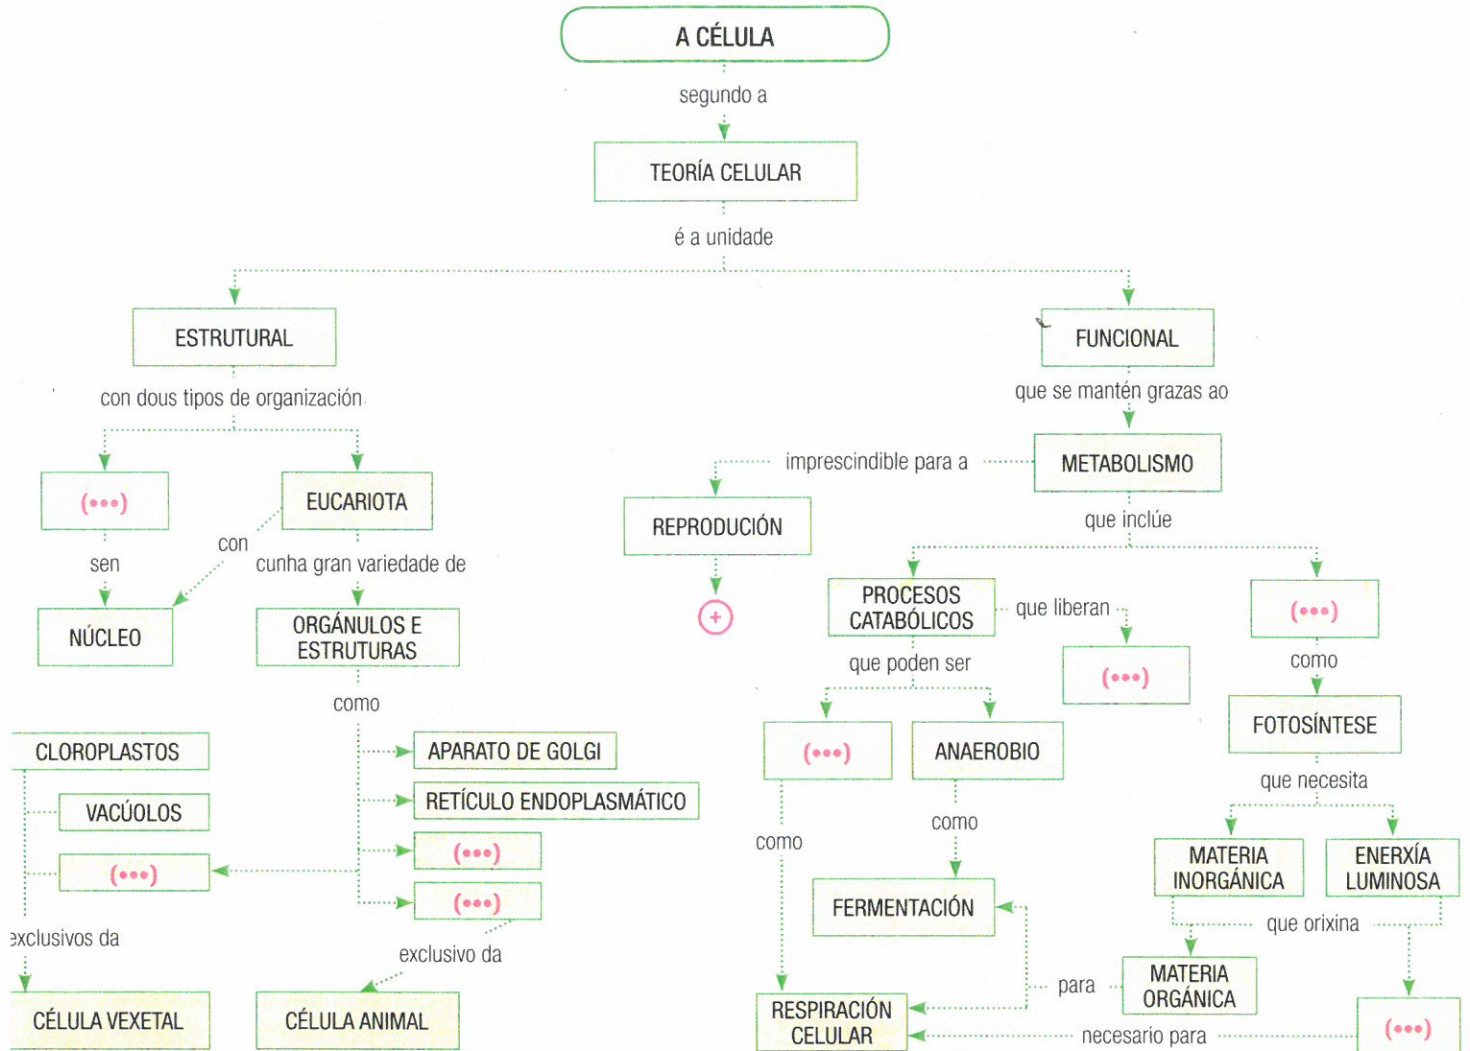 A CÉLULA
segundo a
TEORÍA CELULAR
é a unidade
ESTRUTURAL
FUNCIONAL
con dous tipos de organización
que se mantén grazas ao
(•••)
EUCARIOTA
imprescindible para a
METABOLISMO
REPRODUCIÓN
que inclúe
sen
con
cunha gran variedade de
NÚCLEO
ORGÁNULOS E
ESTRUTURAS
+
PROCESOS
CATABÓLICOS
que liberan
(•••)
(•••)
como
que poden ser
como
CLOROPLASTOS
APARATO DE GOLGI
(•••)
ANAEROBIO
FOTOSÍNTESE
VACÚOLOS
RETÍCULO ENDOPLASMÁTICO
que necesita
(•••)
(•••)
(•••)
como
como
MATERIA
INORGÁNICA
ENERXÍA
LUMINOSA
FERMENTACIÓN
que orixina
exclusivos da
exclusivo da
CÉLULA VEXETAL
CÉLULA ANIMAL
RESPIRACIÓN
CELULAR
para
MATERIA
ORGÁNICA
necesario para
(•••)